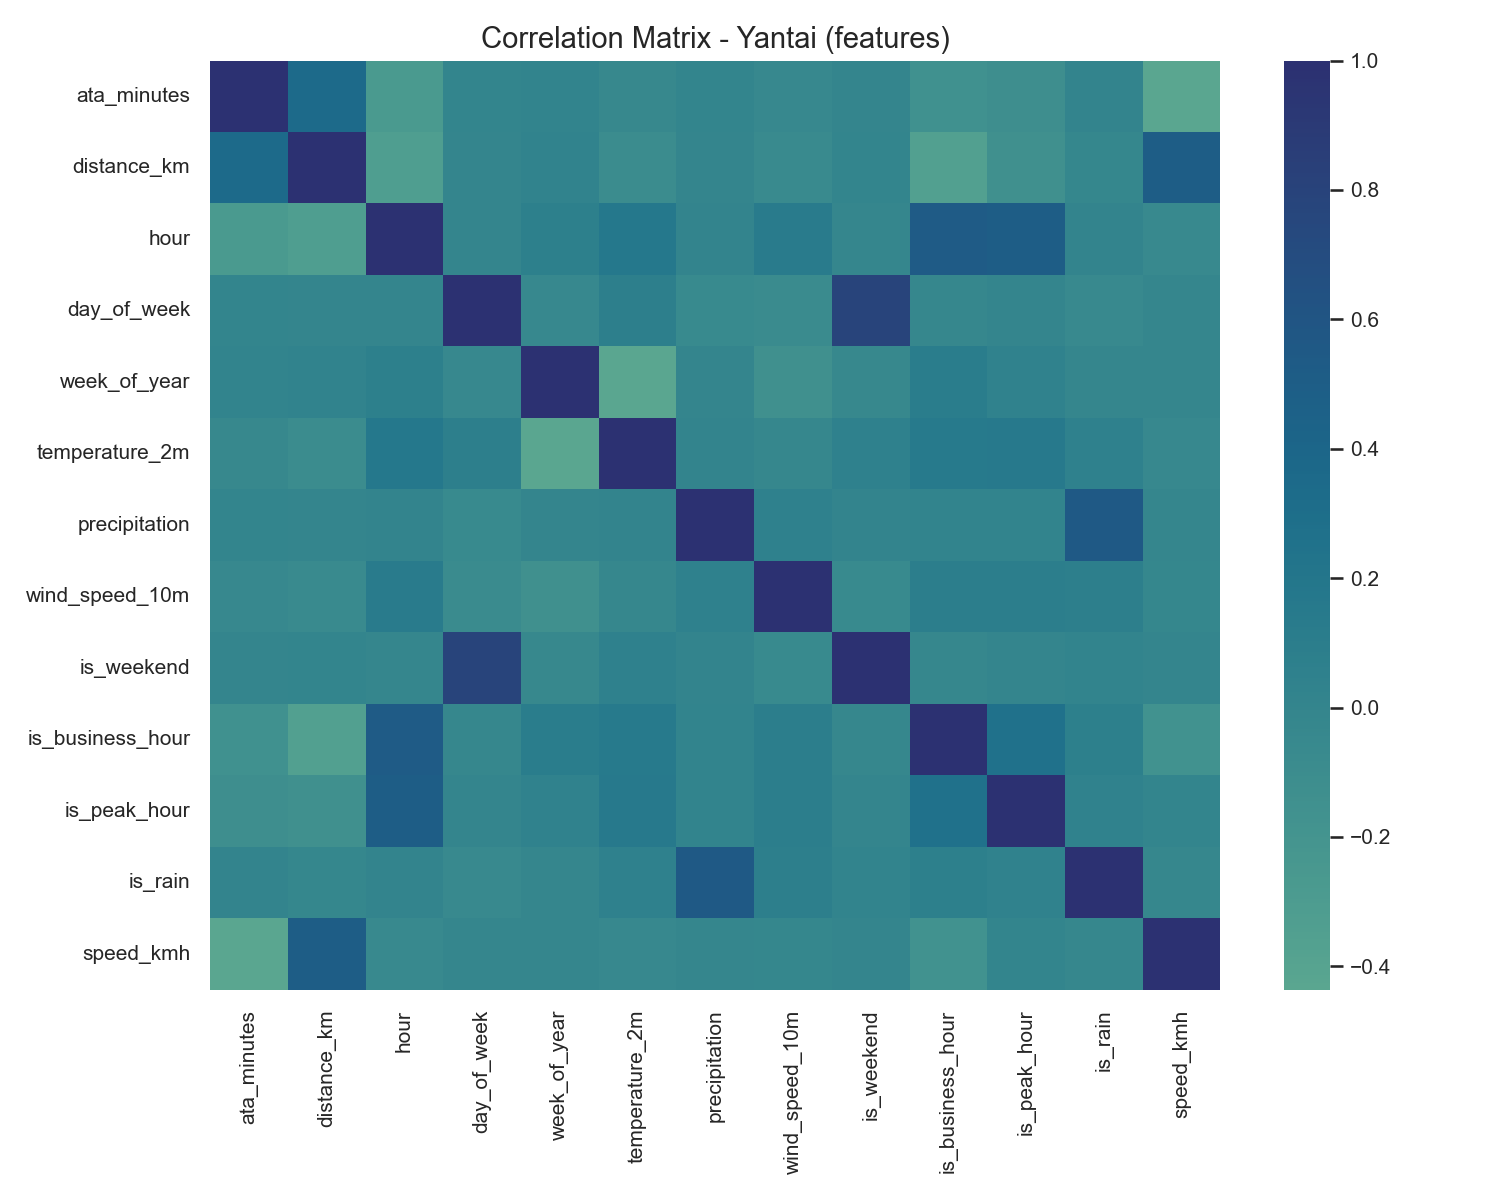 Correlation Matrix - Yantai (features)
ata_minutes
distance_km
hour
day_of_week
week_of_year
temperature_2m
precipitation
wind_speed_10m
is_weekend
is_business_hour
is_peak_hour
is_rain
speed_kmh
ata_minutes
distance_km
hour
day_of_week
week_of_year
temperature_2m
precipitation
wind_speed_10m
is_weekend
is_business_hour
is_peak_hour
is_rain
speed_kmh
1.0
0.8
0.6
0.4
0.2
0.0
−0.2
−0.4